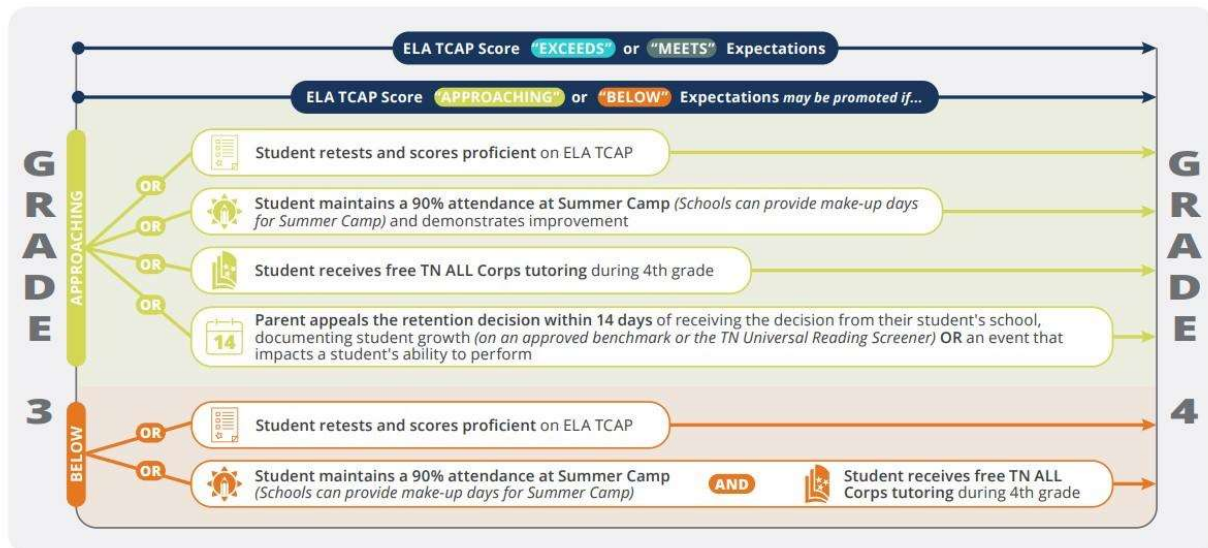 ELA TCAP Score "EXCEEDS" or "MEETS" Expectations
ELA TCAP Score "APPROACHING" or "BELOW" Expectations may be promoted if...
GRADE 3
APPROACHING
OR
Student retests and scores proficient on ELA TCAP
OR
Student maintains a 90% attendance at Summer Camp (Schools can provide make-up days
for Summer Camp) and demonstrates improvement
OR
Student receives free TN ALL Corps tutoring during 4th grade
OR
14
Parent appeals the retention decision within 14 days of receiving the decision from their student's school,
documenting student growth (on an approved benchmark or the TN Universal Reading Screener) OR an event that
impacts a student's ability to perform
BELOW
OR
Student retests and scores proficient on ELA TCAP
OR
Student maintains a 90% attendance at Summer Camp
(Schools can provide make-up days for Summer Camp)
AND
Student receives free TN ALL
Corps tutoring during 4th grade
GRADE 4